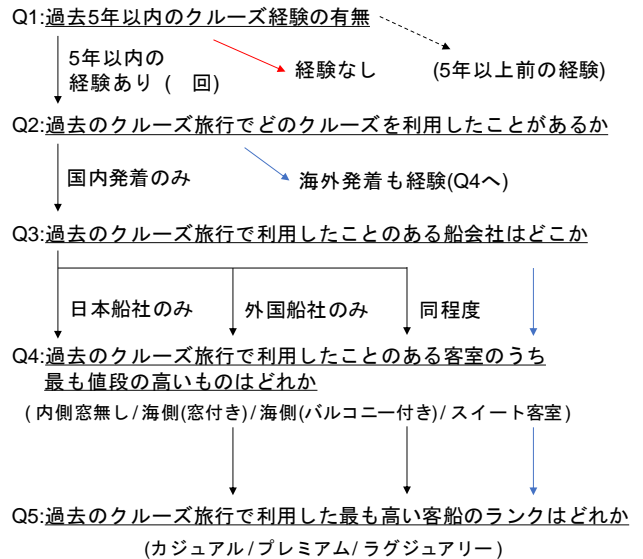 Q1:過去5年以内のクルーズ経験の有無
5年以内の
経験あり (　回)
経験なし
(5年以上前の経験)
Q2:過去のクルーズ旅行でどのクルーズを利用したことがあるか
国内発着のみ
海外発着も経験(Q4へ)
Q3:過去のクルーズ旅行で利用したことのある船会社はどこか
日本船社のみ
外国船社のみ
同程度
Q4:過去のクルーズ旅行で利用したことのある客室のうち
最も値段の高いものはどれか
(内側窓無し/海側(窓付き)/海側(バルコニー付き)/スイート客室)
Q5:過去のクルーズ旅行で利用した最も高い客船のランクはどれか
(カジュアル/プレミアム/ラグジュアリー)